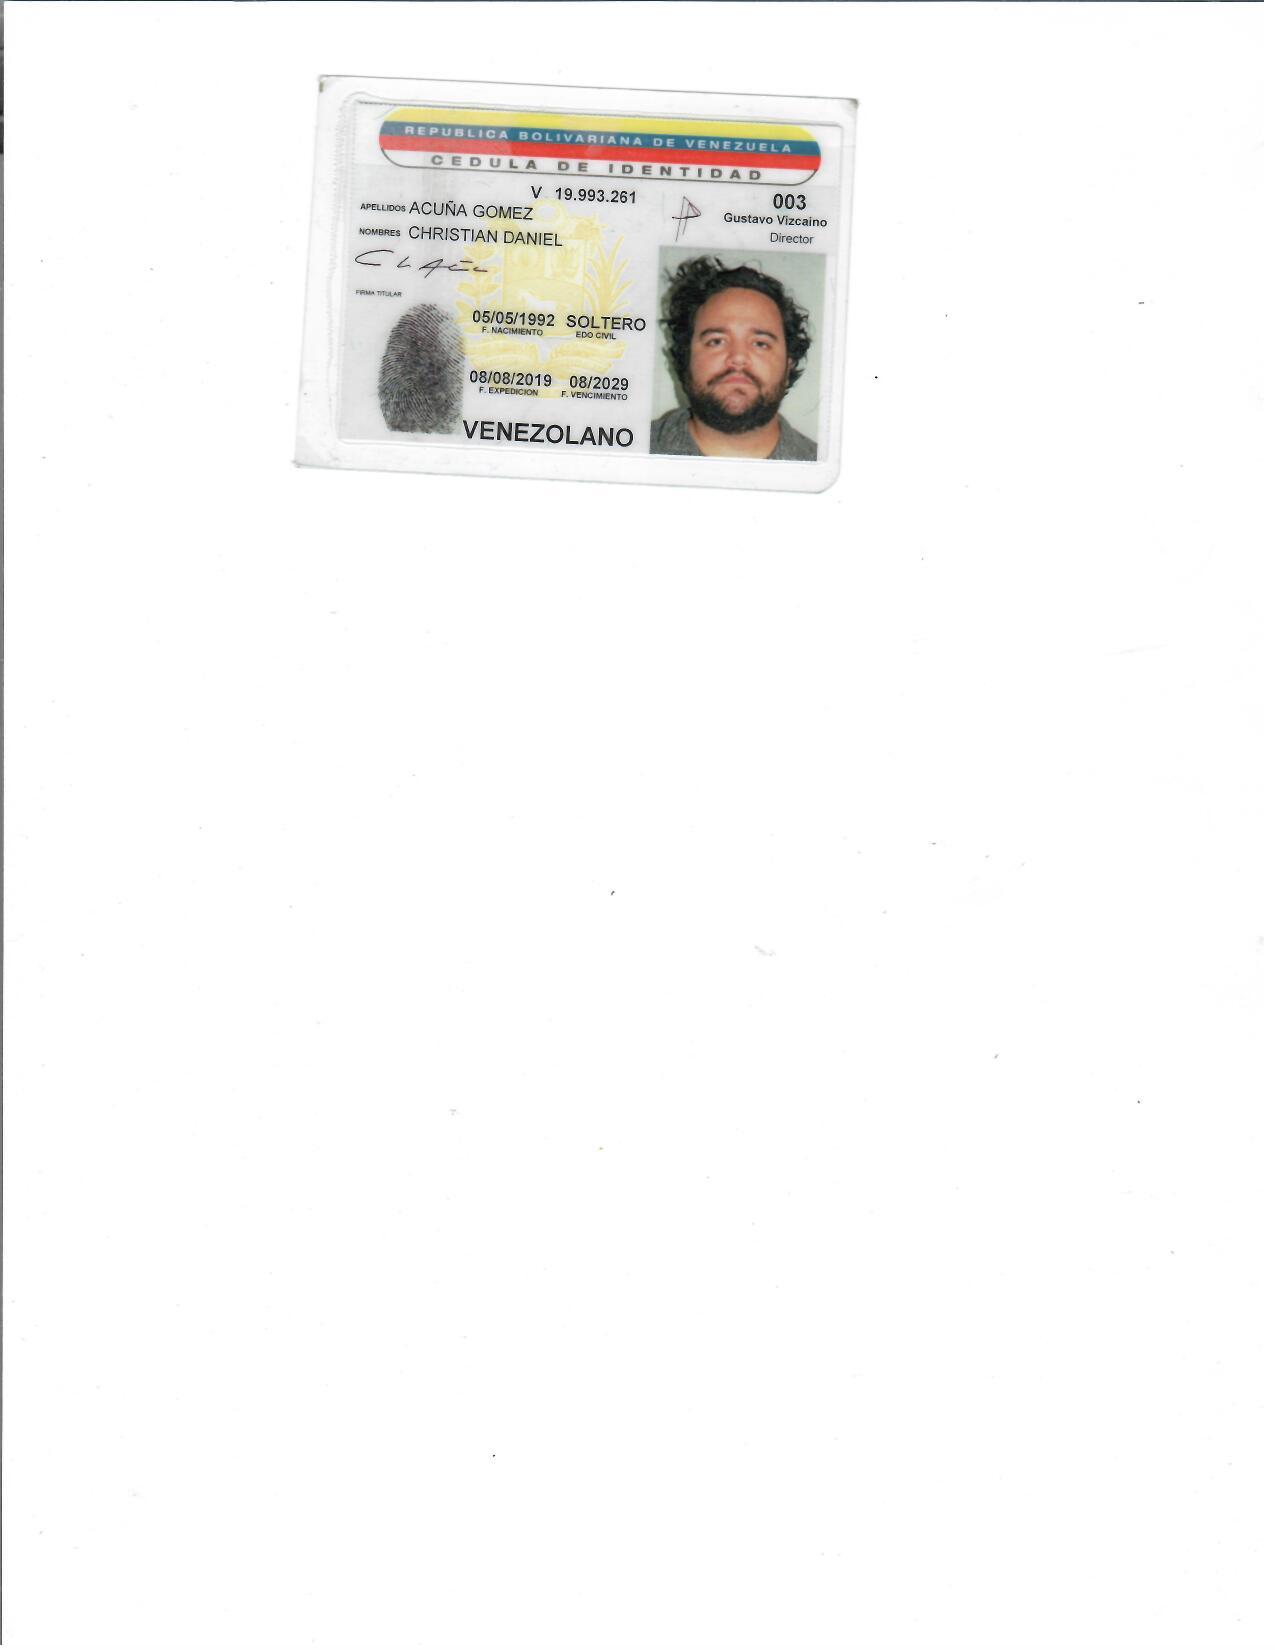 REPUBLICA BOLIVARIANA DE VENEZUELA
CEDULA DE IDENTIDAD
V 19.993.261
003
APELLIDOS ACUÑA GOMEZ
Gustavo Vizcaino
NOMBRES CHRISTIAN DANIEL
Director
FIRMA TITULAR
05/05/1992 SOLTERO
F. NACIMIENTO EDO CIVIL
08/08/2019 08/2029
F. EXPEDICION F. VENCIMIENTO
VENEZOLANO